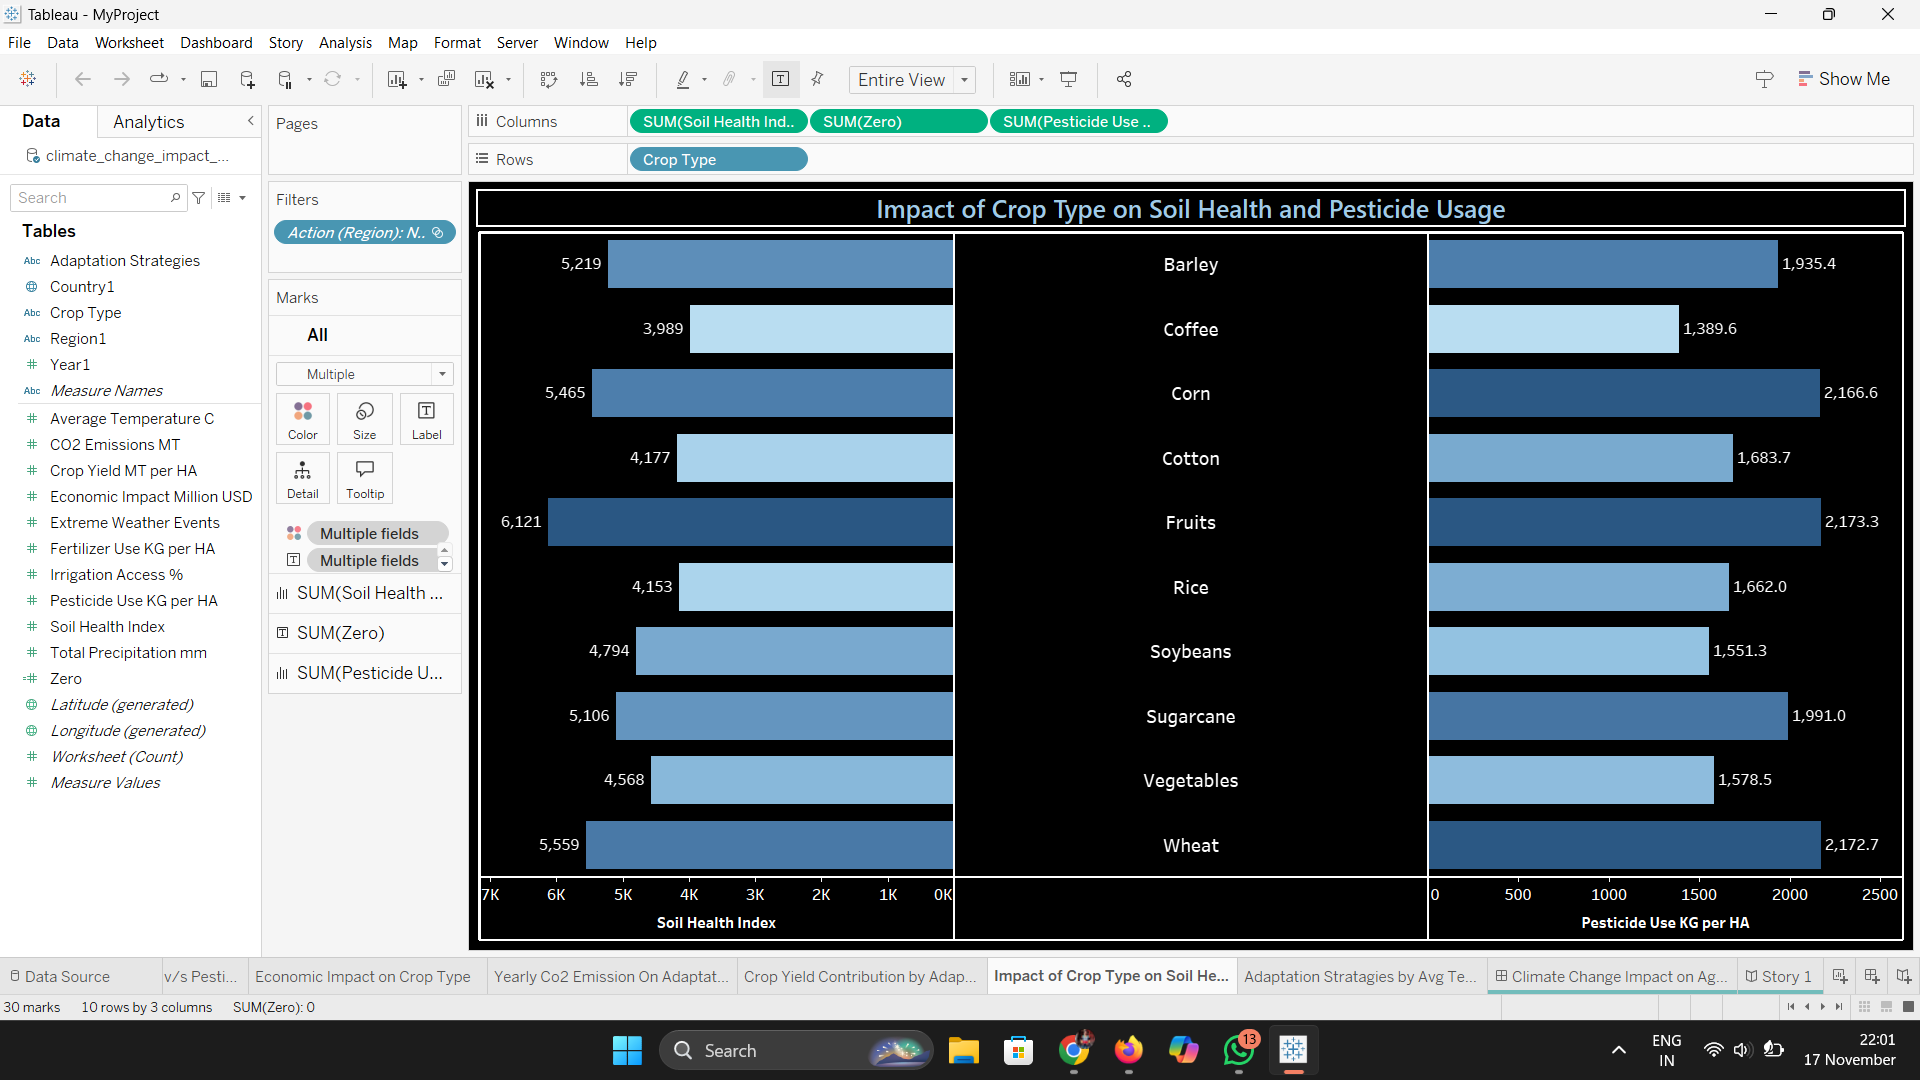 Tableau - MyProject
File Data Worksheet Dashboard Story Analysis Map Format Server Window Help
Entire View
Show Me
Data Analytics
climate_change_impact_...
Search
Tables
Abc Adaptation Strategies
Country1
Abc Crop Type
Abc Region1
Year1
Abc Measure Names
Average Temperature C
CO2 Emissions MT
Crop Yield MT per HA
Economic Impact Million USD
Extreme Weather Events
Fertilizer Use KG per HA
Irrigation Access %
Pesticide Use KG per HA
Soil Health Index
Total Precipitation mm
Zero
Latitude (generated)
Longitude (generated)
Worksheet (Count)
Measure Values
Pages
Filters
Action (Region): N..
Marks
All
Multiple
Color Size Label
Detail Tooltip
Multiple fields
Multiple fields
SUM(Soil Health ...
SUM(Zero)
SUM(Pesticide U...
Columns SUM(Soil Health Ind.. SUM(Zero) SUM(Pesticide Use ..
Rows Crop Type
Impact of Crop Type on Soil Health and Pesticide Usage
5,219 Barley 1,935.4
3,989 Coffee 1,389.6
5,465 Corn 2,166.6
4,177 Cotton 1,683.7
6,121 Fruits 2,173.3
4,153 Rice 1,662.0
4,794 Soybeans 1,551.3
5,106 Sugarcane 1,991.0
4,568 Vegetables 1,578.5
5,559 Wheat 2,172.7
7K 6K 5K 4K 3K 2K 1K 0K 0 500 1000 1500 2000 2500
Soil Health Index Pesticide Use KG per HA
Data Source v/s Pesti... Economic Impact on Crop Type Yearly Co2 Emission On Adaptat... Crop Yield Contribution by Adap... Impact of Crop Type on Soil He... Adaptation Stratagies by Avg Te... Climate Change Impact on Ag... Story 1
30 marks 10 rows by 3 columns SUM(Zero): 0
Search
13
ENG
IN
22:01
17 November